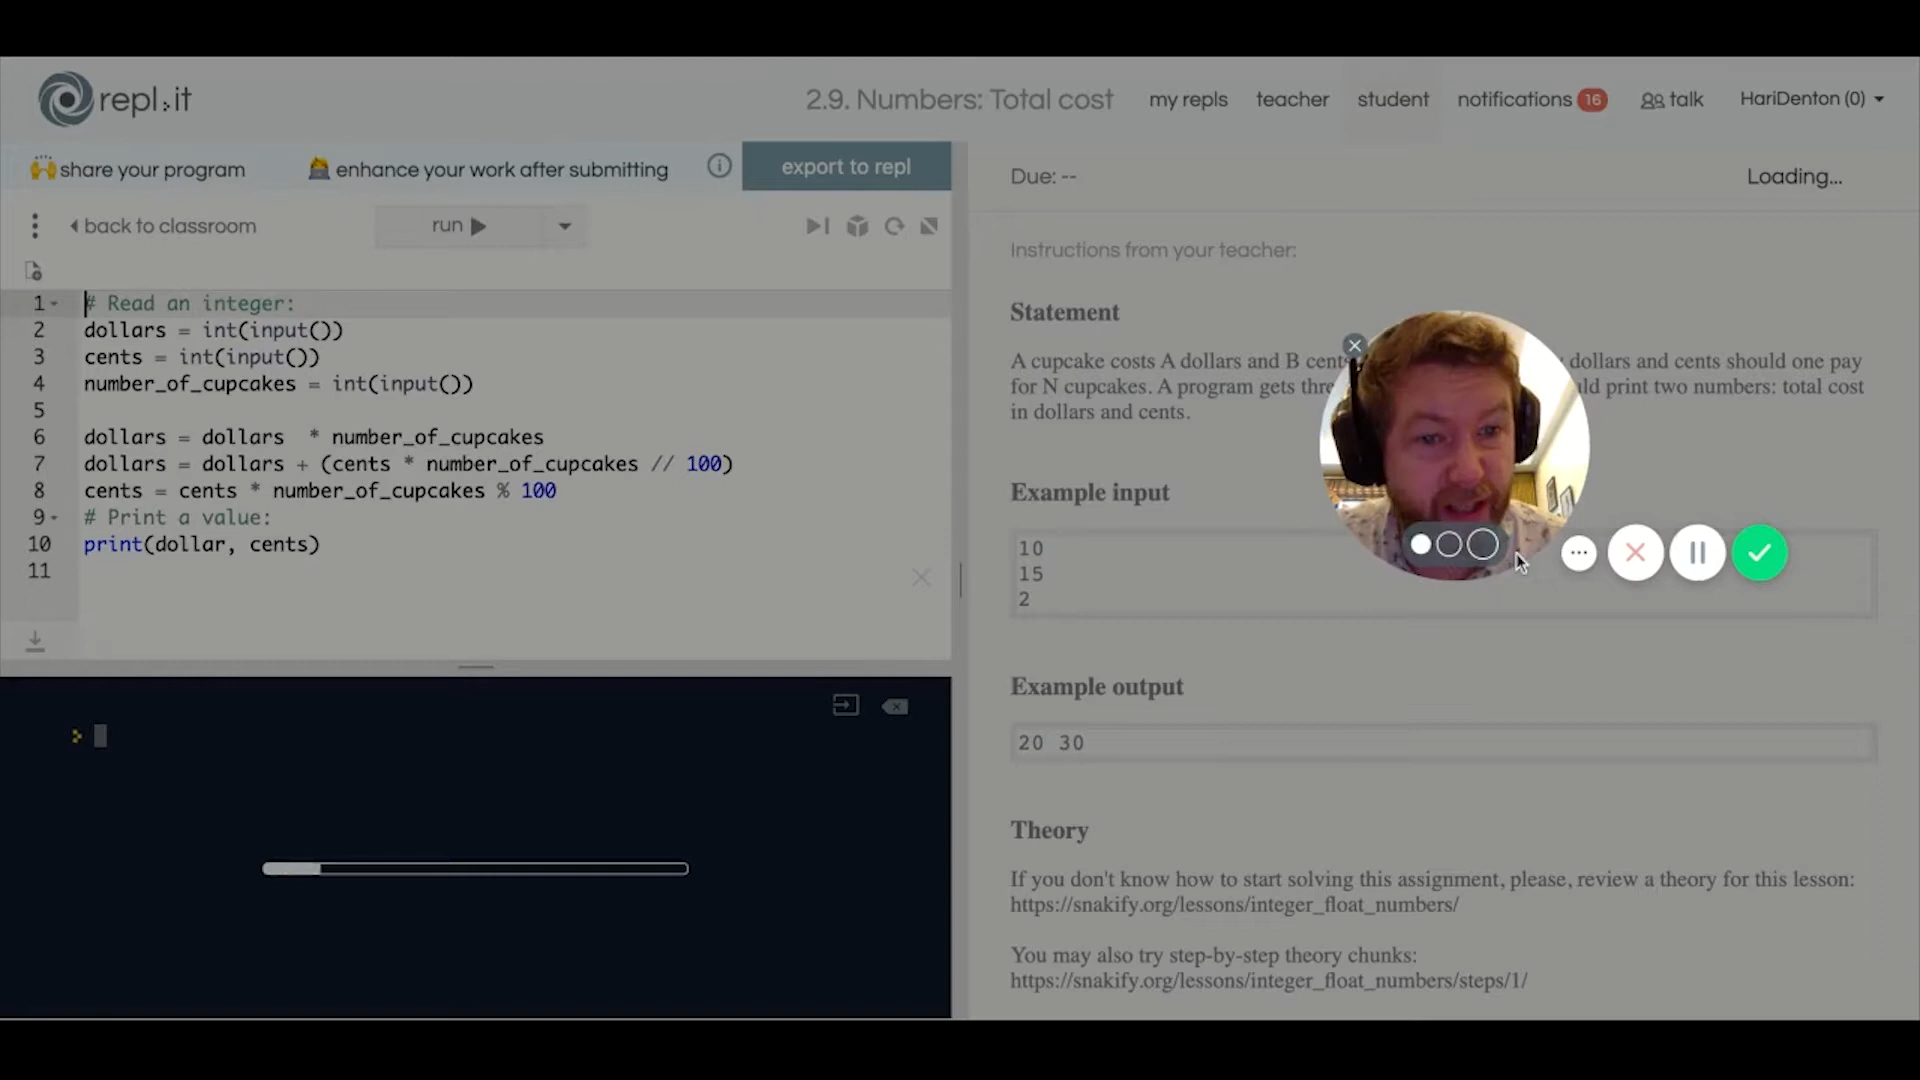 repl.it
2.9. Numbers: Total cost
my repls
teacher
student
notifications 16
talk
HariDenton (0)
share your program
enhance your work after submitting
export to repl
Due: --
Loading...
back to classroom
run
Instructions from your teacher:
1 # Read an integer:
2 dollars = int(input())
3 cents = int(input())
4 number_of_cupcakes = int(input())
5
6 dollars = dollars  * number_of_cupcakes
7 dollars = dollars + (cents * number_of_cupcakes // 100)
8 cents = cents * number_of_cupcakes % 100
9 # Print a value:
10 print(dollar, cents)
11
Statement
A cupcake costs A dollars and B dollars and cents should one pay
for N cupcakes. A program gets print two numbers: total cost
in dollars and cents.
Example input
10
15
2
Example output
20 30
Theory
If you don't know how to start solving this assignment, please, review a theory for this lesson:
https://snakify.org/lessons/integer_float_numbers/
You may also try step-by-step theory chunks:
https://snakify.org/lessons/integer_float_numbers/steps/1/